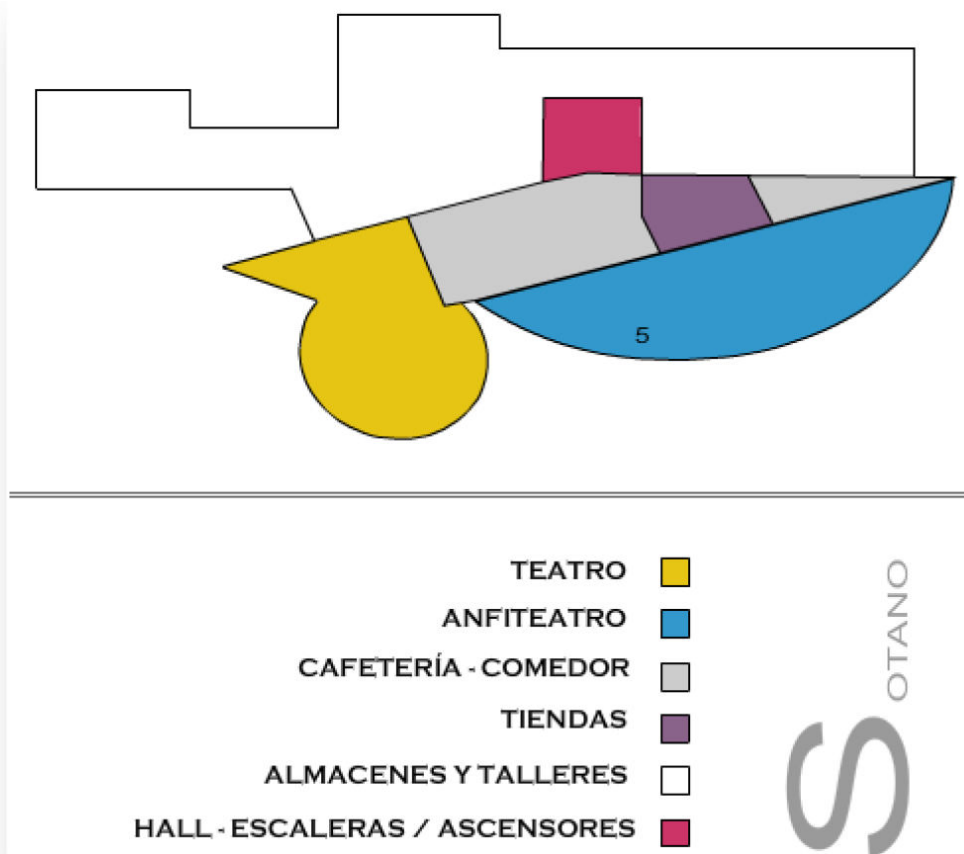 5
TEATRO
ANFITEATRO
CAFETERÍA - COMEDOR
TIENDAS
ALMACENES Y TALLERES
HALL - ESCALERAS / ASCENSORES
SOTANO